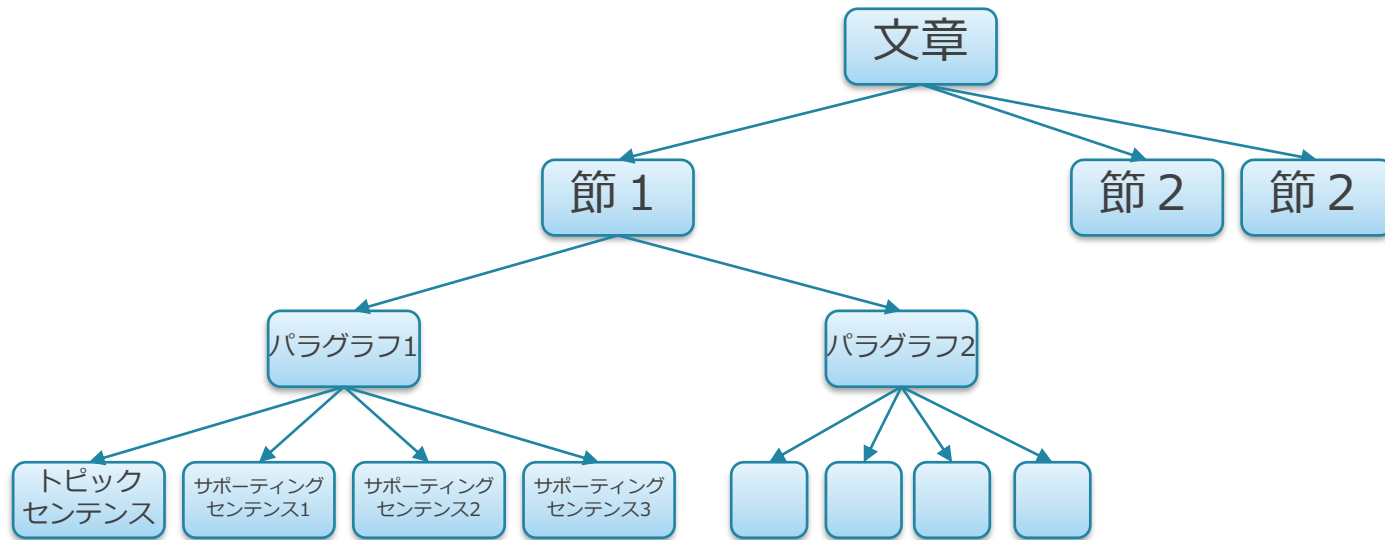 文章
節１
節２
節２
パラグラフ1
パラグラフ2
トピック
センテンス
サポーティング
センテンス1
サポーティング
センテンス2
サポーティング
センテンス3